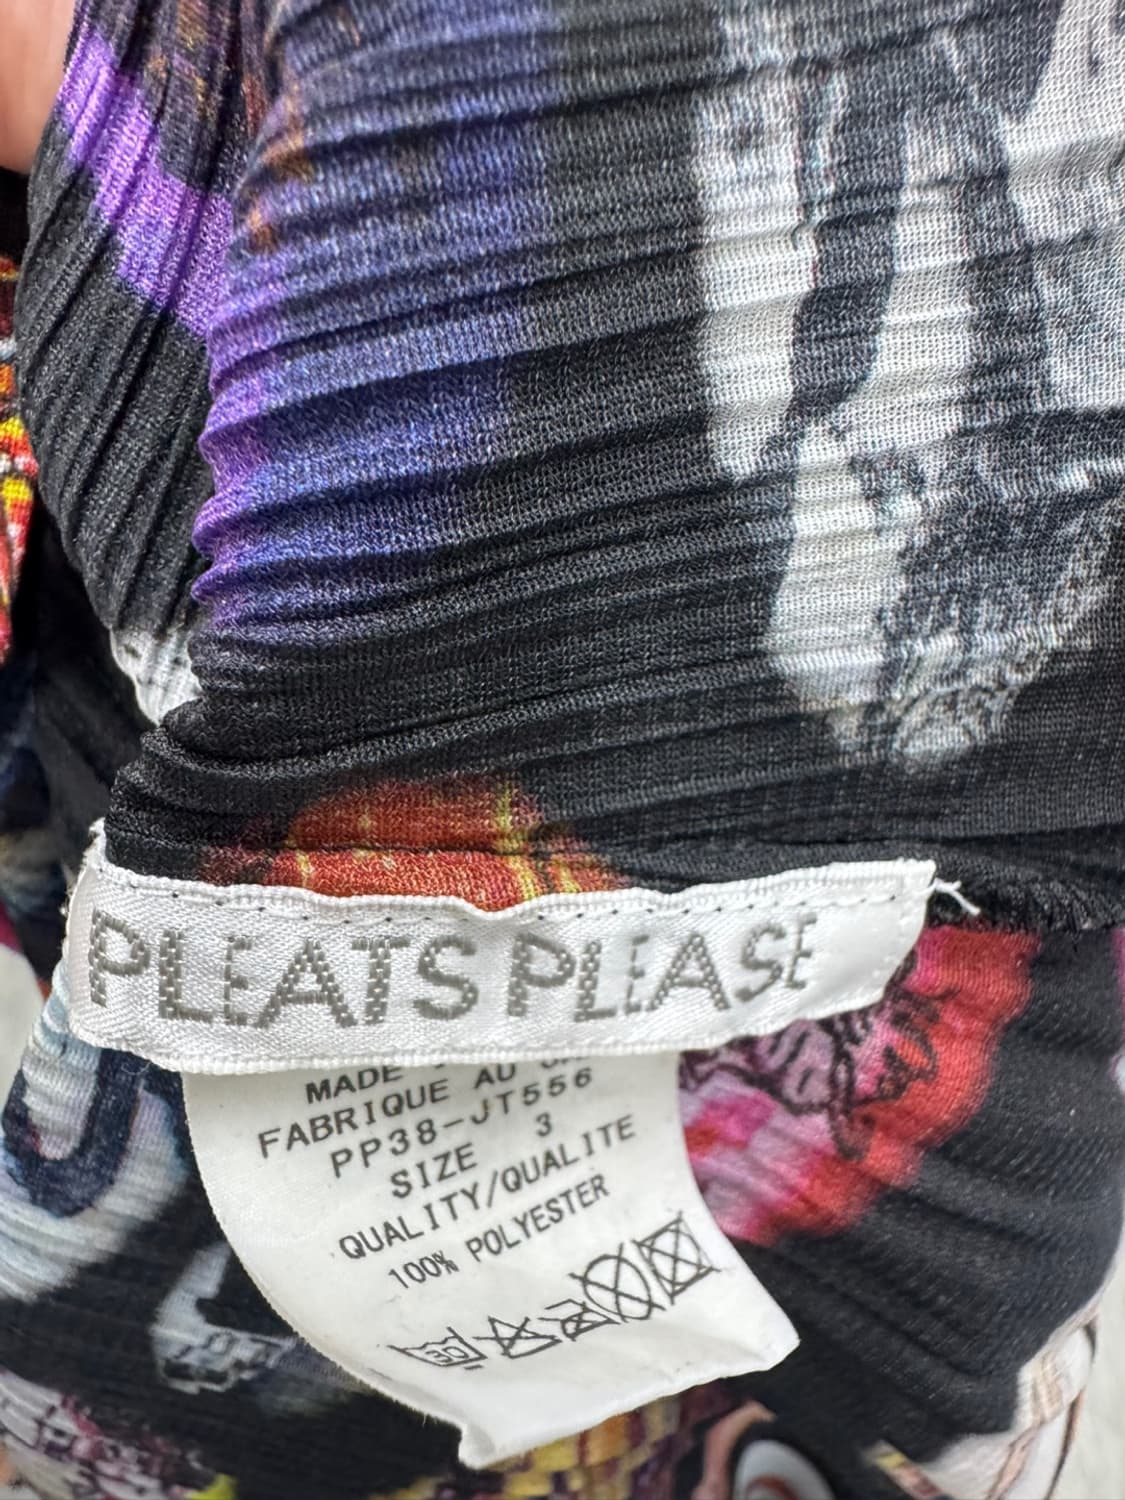 PLEATS PLEASE
MADE
FABRIQUE AU
PP38-JT556
SIZE 3
QUALITY/QUALITE
100% POLYESTER
30